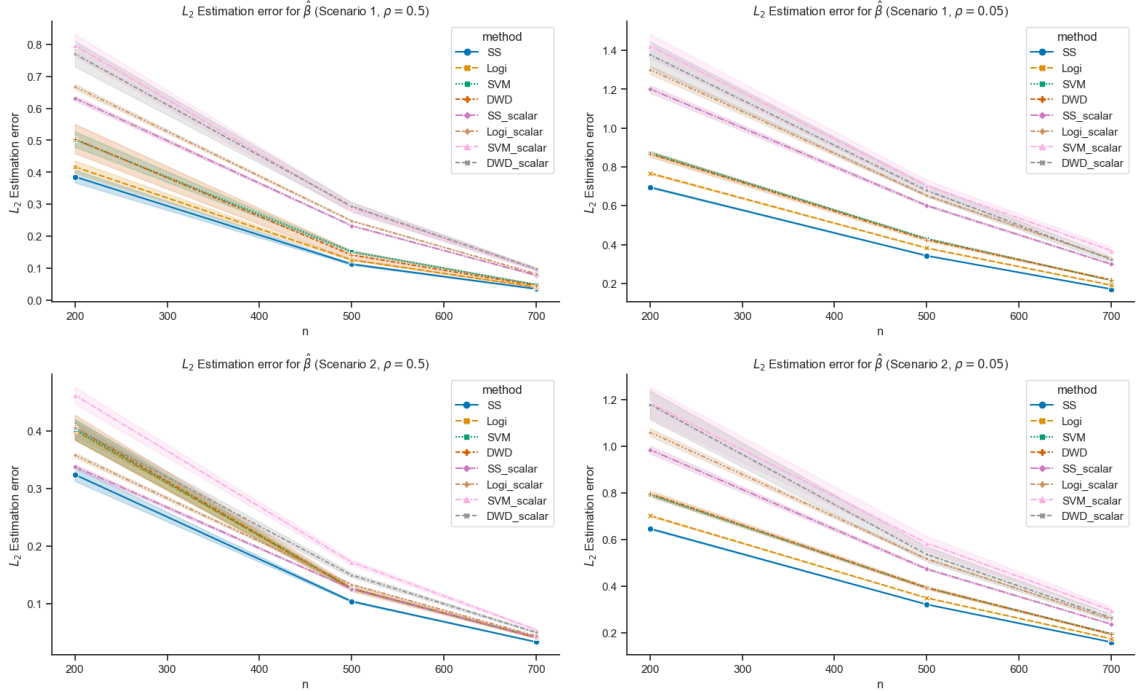 L₂ Estimation error for β̂ (Scenario 1, ρ = 0.5)
L₂ Estimation error
0.8
0.7
0.6
0.5
0.4
0.3
0.2
0.1
0.0
method
SS
Logi
SVM
DWD
SS_scalar
Logi_scalar
SVM_scalar
DWD_scalar
200 300 400 500 600 700
n
L₂ Estimation error for β̂ (Scenario 1, ρ = 0.05)
L₂ Estimation error
1.4
1.2
1.0
0.8
0.6
0.4
0.2
method
SS
Logi
SVM
DWD
SS_scalar
Logi_scalar
SVM_scalar
DWD_scalar
200 300 400 500 600 700
n
L₂ Estimation error for β̂ (Scenario 2, ρ = 0.5)
L₂ Estimation error
0.4
0.3
0.2
0.1
method
SS
Logi
SVM
DWD
SS_scalar
Logi_scalar
SVM_scalar
DWD_scalar
200 300 400 500 600 700
n
L₂ Estimation error for β̂ (Scenario 2, ρ = 0.05)
L₂ Estimation error
1.2
1.0
0.8
0.6
0.4
0.2
method
SS
Logi
SVM
DWD
SS_scalar
Logi_scalar
SVM_scalar
DWD_scalar
200 300 400 500 600 700
n